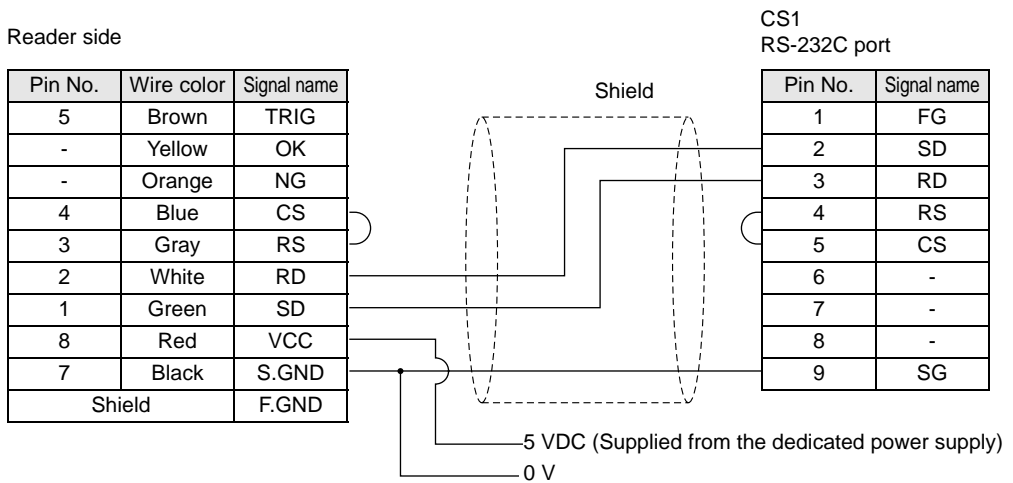 CS1
RS-232C port
Reader side
Pin No. Wire color Signal name
5 Brown TRIG
- Yellow OK
- Orange NG
4 Blue CS
3 Gray RS
2 White RD
1 Green SD
8 Red VCC
7 Black S.GND
Shield F.GND
Shield
Pin No. Signal name
1 FG
2 SD
3 RD
4 RS
5 CS
6 -
7 -
8 -
9 SG
5 VDC (Supplied from the dedicated power supply)
0 V